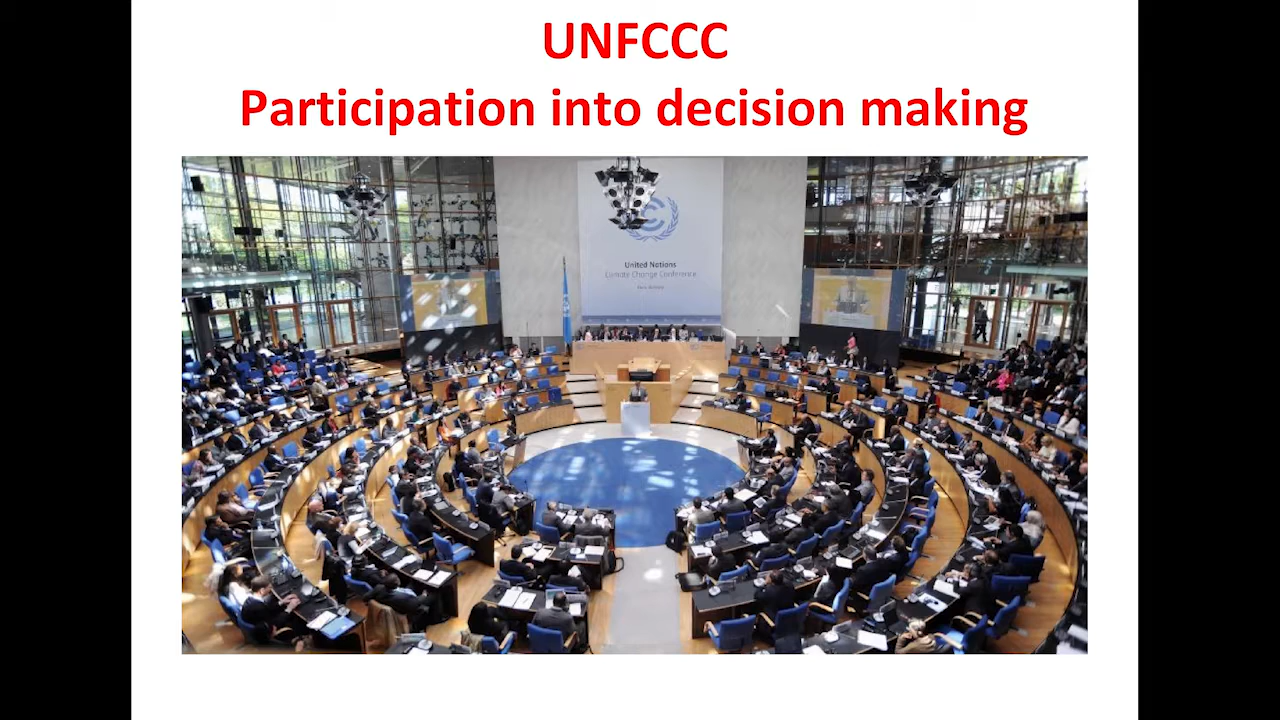 UNFCCC
Participation into decision making
United Nations
Climate Change Conference